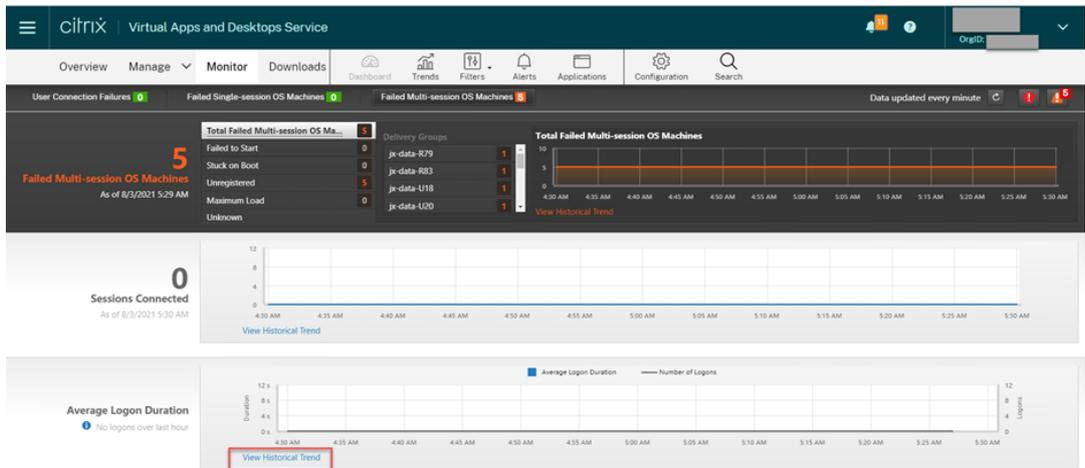 citrix | Virtual Apps and Desktops Service
11
?
OrgID:
Overview Manage Monitor Downloads Dashboard Trends Filters Alerts Applications Configuration Search
User Connection Failures 0 Failed Single-session OS Machines 0 Failed Multi-session OS Machines 5 Data updated every minute 5
5
Failed Multi-session OS Machines
As of 8/3/2021 5:29 AM
Total Failed Multi-session OS Ma... 5
Failed to Start 0
Stuck on Boot 0
Unregistered 5
Maximum Load 0
Unknown
Delivery Groups
jx-data-R79 1
jx-data-R83 1
jx-data-U18 1
jx-data-U20 1
Total Failed Multi-session OS Machines
10
5
0
4:30 AM 4:35 AM 4:40 AM 4:45 AM 4:50 AM 4:55 AM 5:00 AM 5:05 AM 5:10 AM 5:15 AM 5:20 AM 5:25 AM 5:30 AM
View Historical Trend
0
Sessions Connected
As of 8/3/2021 5:30 AM
12
8
4
0
4:30 AM 4:35 AM 4:40 AM 4:45 AM 4:50 AM 4:55 AM 5:00 AM 5:05 AM 5:10 AM 5:15 AM 5:20 AM 5:25 AM 5:30 AM
View Historical Trend
Average Logon Duration
No logons over last hour
Average Logon Duration Number of Logons
Duration
12 s
8 s
4 s
0 s
12
8
4
0
Logons
4:30 AM 4:35 AM 4:40 AM 4:45 AM 4:50 AM 4:55 AM 5:00 AM 5:05 AM 5:10 AM 5:15 AM 5:20 AM 5:25 AM 5:30 AM
View Historical Trend